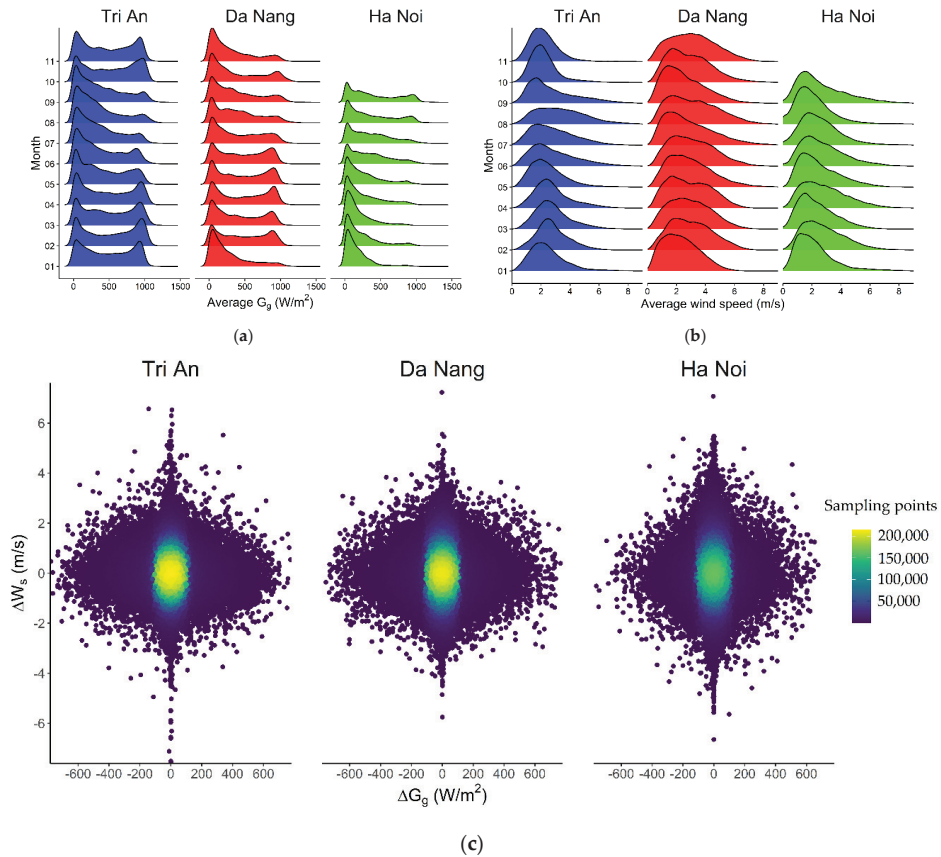 Tri An Da Nang Ha Noi
Month
11
10
09
08
07
06
05
04
03
02
01
0 500 1000 1500 0 500 1000 1500 0 500 1000 1500
Average Gg (W/m²)
(a)
Tri An Da Nang Ha Noi
Month
11
10
09
08
07
06
05
04
03
02
01
0 2 4 6 8 0 2 4 6 8 0 2 4 6 8
Average wind speed (m/s)
(b)
Tri An Da Nang Ha Noi
ΔWs (m/s)
6
4
2
0
-2
-4
-6
-600 -400 -200 0 200 400 600 -600 -400 -200 0 200 400 600 -600 -400 -200 0 200 400 600
ΔGg (W/m²)
Sampling points
200,000
150,000
100,000
50,000
(c)